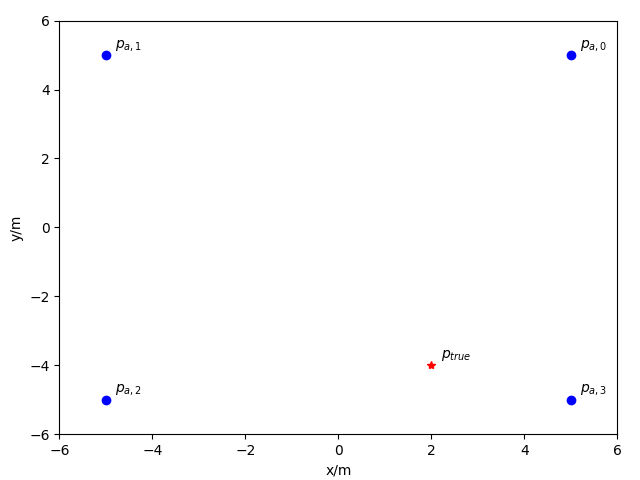 6
4
2
0
−2
−4
−6
y/m
p_{a,1}
p_{a,0}
p_{true}
p_{a,2}
p_{a,3}
−6 −4 −2 0 2 4 6
x/m